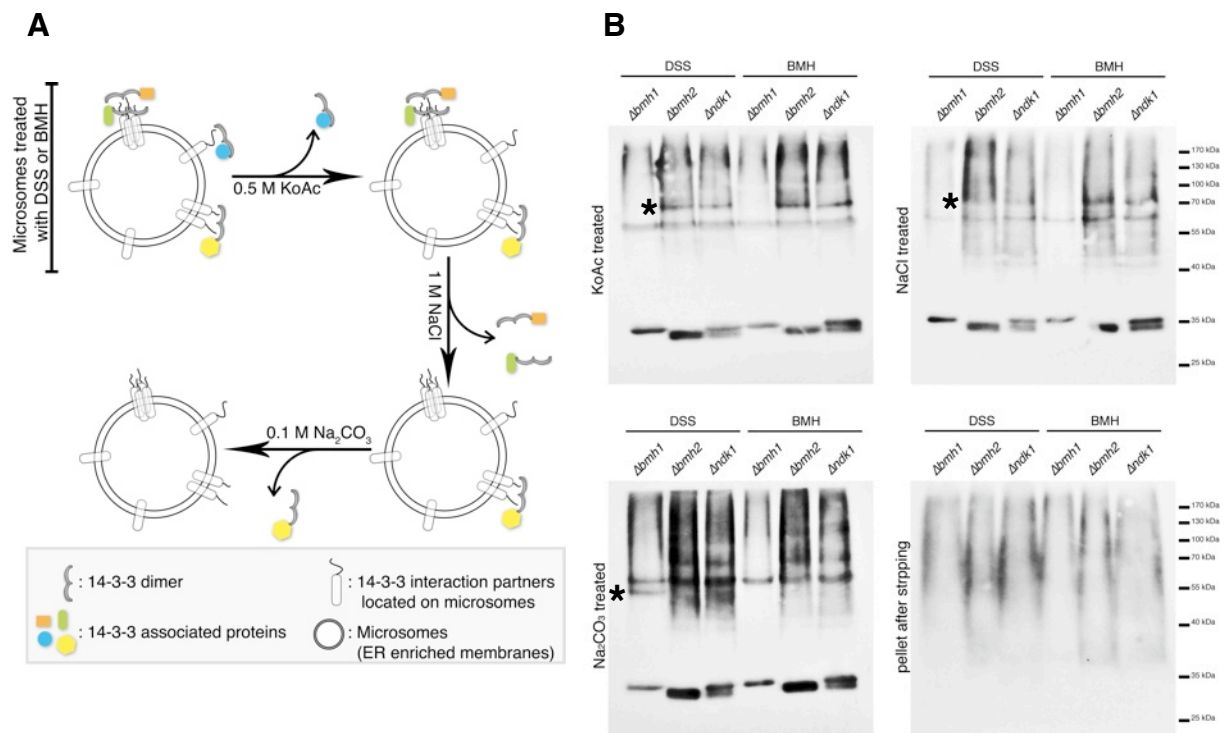 A
Microsomes treated
with DSS or BMH
0.5 M KoAc
1 M NaCl
0.1 M Na₂CO₃
: 14-3-3 dimer
: 14-3-3 associated proteins
: 14-3-3 interaction partners
located on microsomes
: Microsomes
(ER enriched membranes)
B
DSS BMH
Δbmh1 Δbmh2 Δndk1 Δbmh1 Δbmh2 Δndk1
KoAc treated
*
DSS BMH
Δbmh1 Δbmh2 Δndk1 Δbmh1 Δbmh2 Δndk1
NaCl treated
*
170 kDa
130 kDa
100 kDa
70 kDa
55 kDa
40 kDa
35 kDa
25 kDa
DSS BMH
Δbmh1 Δbmh2 Δndk1 Δbmh1 Δbmh2 Δndk1
Na₂CO₃ treated
*
DSS BMH
Δbmh1 Δbmh2 Δndk1 Δbmh1 Δbmh2 Δndk1
pellet after strpping
170 kDa
130 kDa
100 kDa
70 kDa
55 kDa
40 kDa
35 kDa
25 kDa